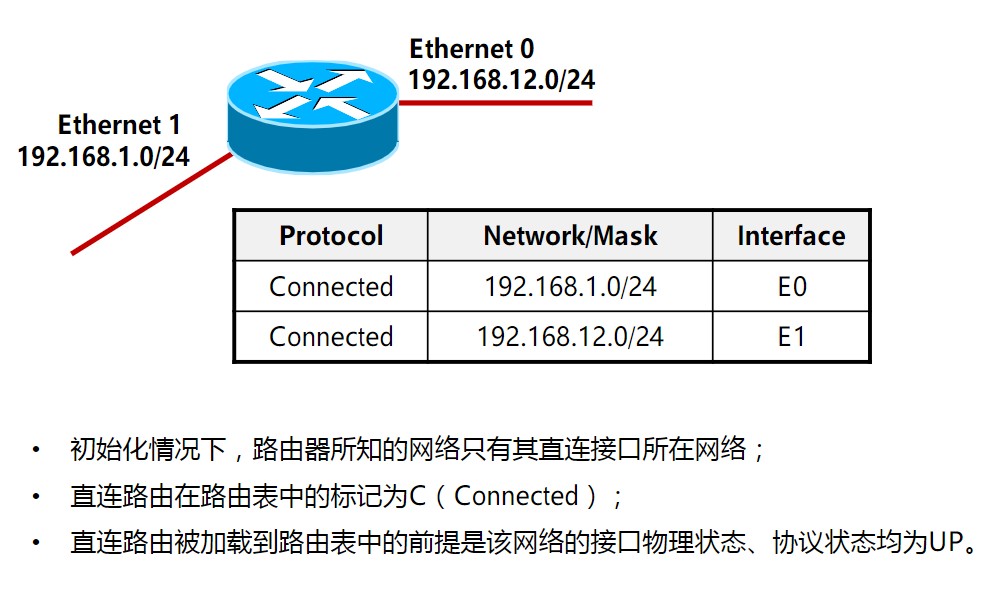 Ethernet 0
192.168.12.0/24
Ethernet 1
192.168.1.0/24
Protocol Network/Mask Interface
Connected 192.168.1.0/24 E0
Connected 192.168.12.0/24 E1
• 初始化情况下，路由器所知的网络只有其直连接口所在网络；
• 直连路由在路由表中的标记为C（Connected）；
• 直连路由被加载到路由表中的前提是该网络的接口物理状态、协议状态均为UP。